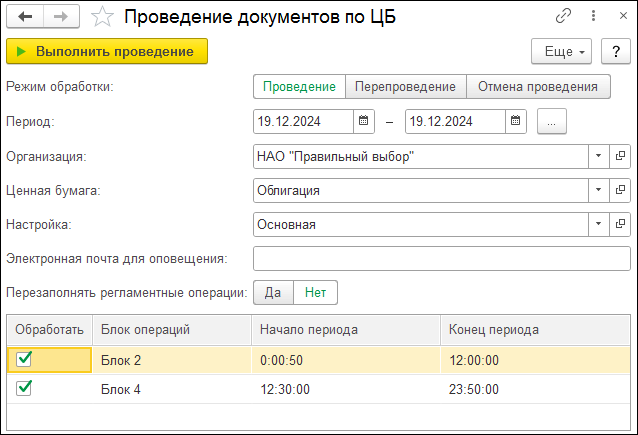 Проведение документов по ЦБ
Выполнить проведение Еще ?
Режим обработки: Проведение Перепроведение Отмена проведения
Период: 19.12.2024 – 19.12.2024 ...
Организация: НАО "Правильный выбор"
Ценная бумага: Облигация
Настройка: Основная
Электронная почта для оповещения:
Перезаполнять регламентные операции: Да Нет
Обработать Блок операций Начало периода Конец периода
Блок 2 0:00:50 12:00:00
Блок 4 12:30:00 23:50:00